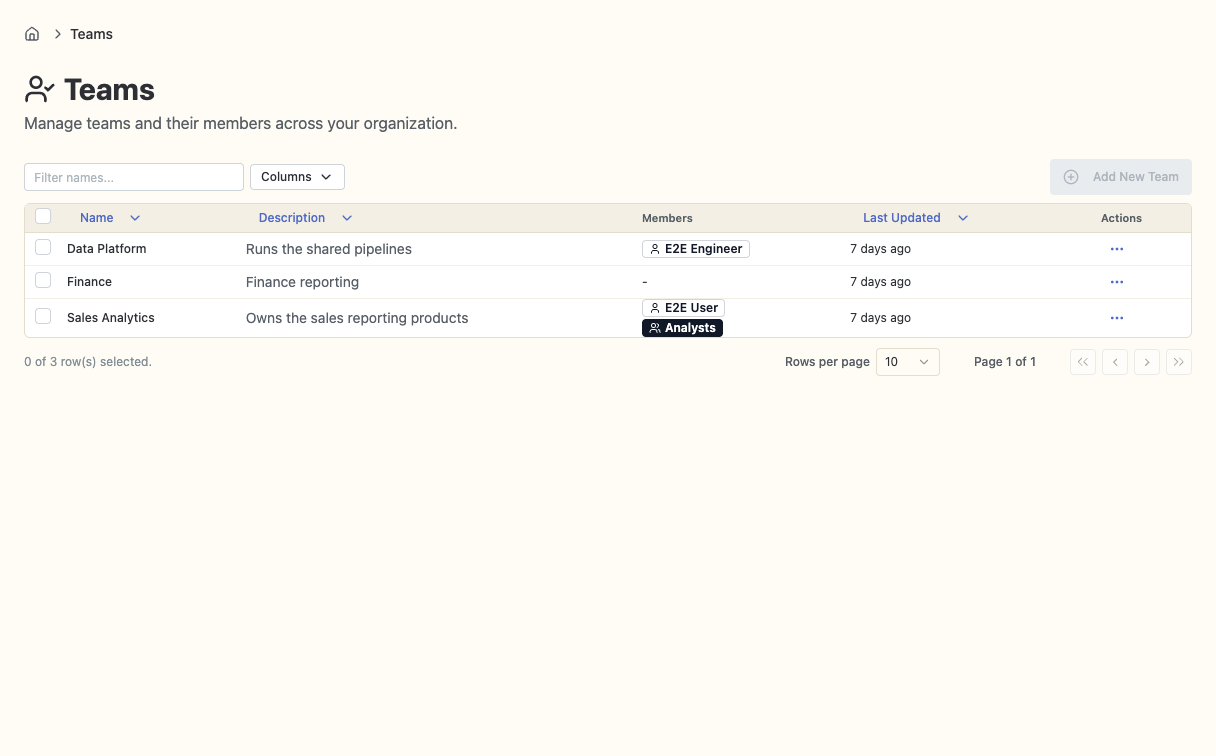 Teams
Teams
Manage teams and their members across your organization.
Filter names...
Columns
Add New Team
Name Description Members Last Updated Actions
Data Platform Runs the shared pipelines E2E Engineer 7 days ago
Finance Finance reporting - 7 days ago
Sales Analytics Owns the sales reporting products E2E User Analysts 7 days ago
0 of 3 row(s) selected. Rows per page 10 Page 1 of 1